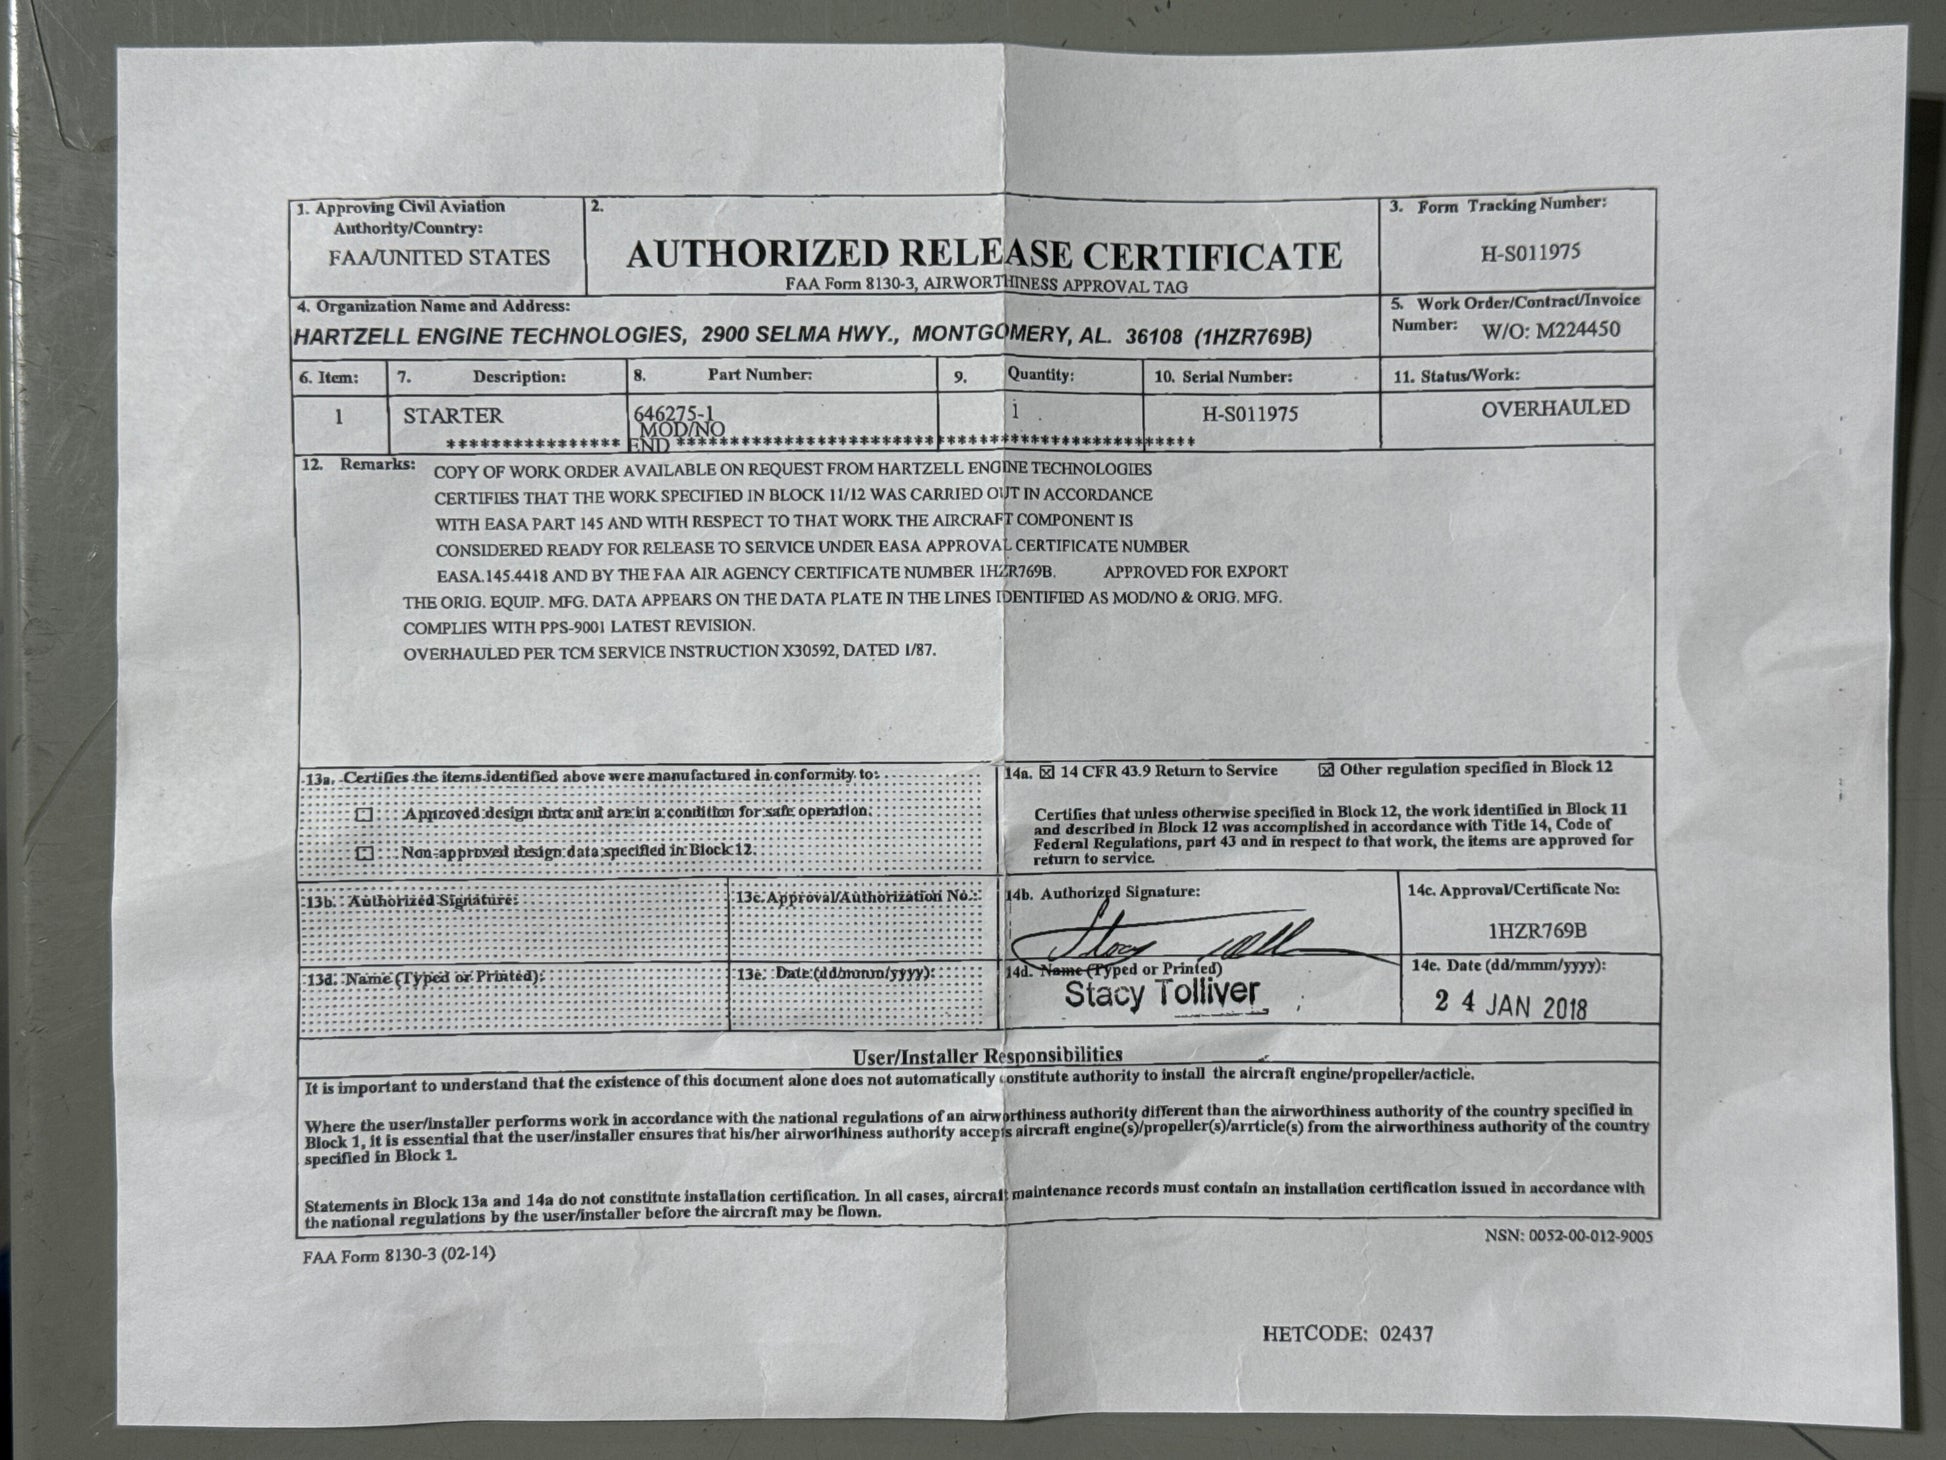 1. Approving Civil Aviation
Authority/Country:
FAA/UNITED STATES
2.
AUTHORIZED RELEASE CERTIFICATE
FAA Form 8130-3, AIRWORTHINESS APPROVAL TAG
3. Form Tracking Number:
H-S011975
4. Organization Name and Address:
HARTZELL ENGINE TECHNOLOGIES, 2900 SELMA HWY., MONTGOMERY, AL. 36108 (1HZR769B)
5. Work Order/Contract/Invoice
Number: W/O: M224450
6. Item: 7. Description: 8. Part Number: 9. Quantity: 10. Serial Number: 11. Status/Work:
1 STARTER 646275-1 1 H-S011975 OVERHAULED
MOD/NO
**************** END ************************************************
12. Remarks: COPY OF WORK ORDER AVAILABLE ON REQUEST FROM HARTZELL ENGINE TECHNOLOGIES
CERTIFIES THAT THE WORK SPECIFIED IN BLOCK 11/12 WAS CARRIED OUT IN ACCORDANCE
WITH EASA PART 145 AND WITH RESPECT TO THAT WORK THE AIRCRAFT COMPONENT IS
CONSIDERED READY FOR RELEASE TO SERVICE UNDER EASA APPROVAL CERTIFICATE NUMBER
EASA.145.4418 AND BY THE FAA AIR AGENCY CERTIFICATE NUMBER 1HZR769B. APPROVED FOR EXPORT
THE ORIG. EQUIP. MFG. DATA APPEARS ON THE DATA PLATE IN THE LINES IDENTIFIED AS MOD/NO & ORIG. MFG.
COMPLIES WITH PPS-9001 LATEST REVISION.
OVERHAULED PER TCM SERVICE INSTRUCTION X30592, DATED 1/87.
13a. Certifies the items identified above were manufactured in conformity to:
Approved design data and are in a condition for safe operation.
Non-approved design data specified in Block 12.
14a. ☒ 14 CFR 43.9 Return to Service ☒ Other regulation specified in Block 12
Certifies that unless otherwise specified in Block 12, the work identified in Block 11
and described in Block 12 was accomplished in accordance with Title 14, Code of
Federal Regulations, part 43 and in respect to that work, the items are approved for
return to service.
13b. Authorized Signature:
13c. Approval/Authorization No.:
14b. Authorized Signature:
Stacy Tolliver
14c. Approval/Certificate No:
1HZR769B
13d. Name (Typed or Printed):
13e. Date (dd/mmm/yyyy):
14d. Name (Typed or Printed)
Stacy Tolliver
14e. Date (dd/mmm/yyyy):
24 JAN 2018
User/Installer Responsibilities
It is important to understand that the existence of this document alone does not automatically constitute authority to install the aircraft engine/propeller/acticle.
Where the user/installer performs work in accordance with the national regulations of an airworthiness authority different than the airworthiness authority of the country specified in
Block 1, it is essential that the user/installer ensures that his/her airworthiness authority accepts aircraft engine(s)/propeller(s)/arrticle(s) from the airworthiness authority of the country
specified in Block 1.
Statements in Block 13a and 14a do not constitute installation certification. In all cases, aircraft maintenance records must contain an installation certification issued in accordance with
the national regulations by the user/installer before the aircraft may be flown.
FAA Form 8130-3 (02-14)
NSN: 0052-00-012-9005
HETCODE: 02437